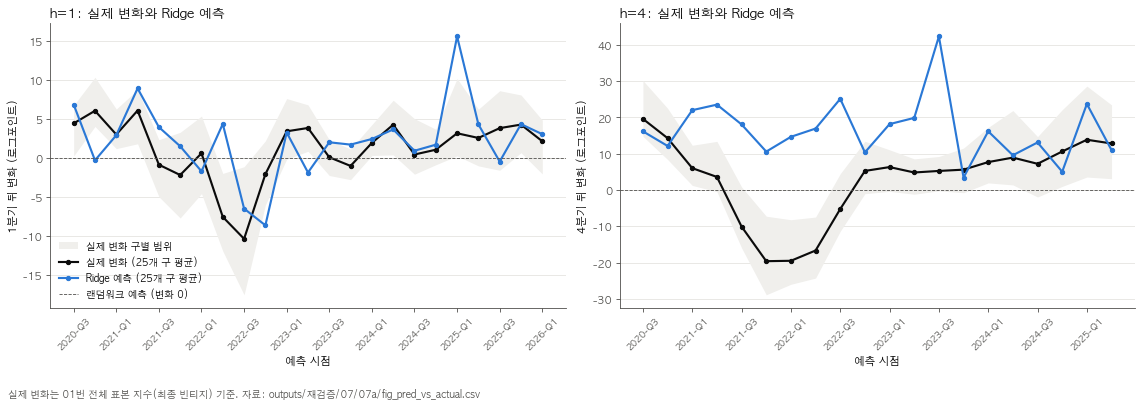 h=1: 실제 변화와 Ridge 예측
1분기 뒤 변화 (로그포인트)
15
10
5
0
-5
-10
-15
실제 변화 구별 범위
실제 변화 (25개 구 평균)
Ridge 예측 (25개 구 평균)
랜덤워크 예측 (변화 0)
2020-Q3
2021-Q1
2021-Q3
2022-Q1
2022-Q3
2023-Q1
2023-Q3
2024-Q1
2024-Q3
2025-Q1
2025-Q3
2026-Q1
예측 시점
h=4: 실제 변화와 Ridge 예측
4분기 뒤 변화 (로그포인트)
40
30
20
10
0
-10
-20
-30
2020-Q3
2021-Q1
2021-Q3
2022-Q1
2022-Q3
2023-Q1
2023-Q3
2024-Q1
2024-Q3
2025-Q1
예측 시점
실제 변화는 01번 전체 표본 지수(최종 빈티지) 기준. 자료: outputs/재검증/07/07a/fig_pred_vs_actual.csv